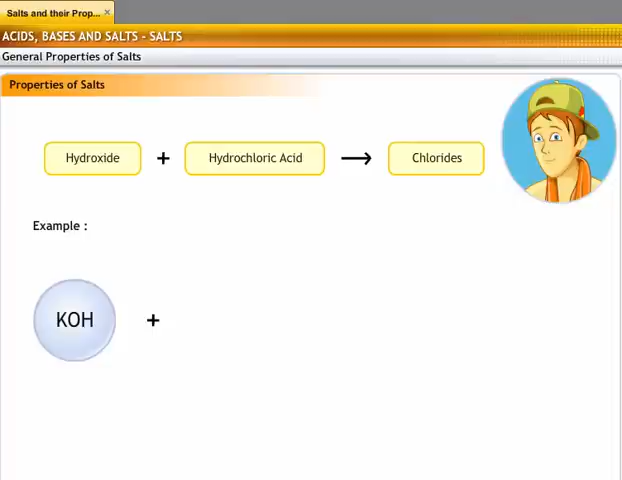 Salts and their Prop... ×
ACIDS, BASES AND SALTS - SALTS
General Properties of Salts
Properties of Salts
Hydroxide + Hydrochloric Acid ⟶ Chlorides
Example :
KOH +